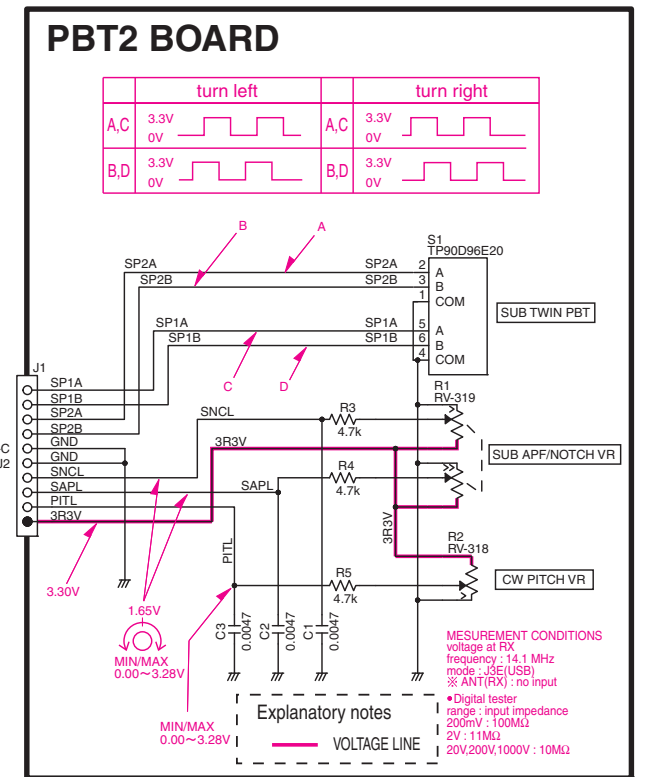 PBT2 BOARD
turn left
turn right
A,C
3.3V
0V
A,C
3.3V
0V
B,D
3.3V
0V
B,D
3.3V
0V
B
A
S1
TP90D96E20
SP2A
SP2A
2
A
SP2B
SP2B
3
B
1
COM
SUB TWIN PBT
SP1A
SP1A
5
A
SP1B
SP1B
6
B
4
COM
C
D
J1
SP1A
SP1B
SP2A
SP2B
GND
GND
SNCL
SAPL
PITL
3R3V
-C
J2
R1
RV-319
SNCL
R3
4.7k
3R3V
SUB APF/NOTCH VR
SAPL
R4
4.7k
3R3V
R2
RV-318
PITL
R5
4.7k
CW PITCH VR
3.30V
1.65V
MIN/MAX
0.00～3.28V
C3
0.0047
C2
0.0047
C1
0.0047
MIN/MAX
0.00～3.28V
MESUREMENT CONDITIONS
voltage at RX
frequency : 14.1 MHz
mode : J3E(USB)
※ ANT(RX) : no input
●Digital tester
range : input impedance
200mV : 100MΩ
2V : 11MΩ
20V,200V,1000V : 10MΩ
Explanatory notes
VOLTAGE LINE